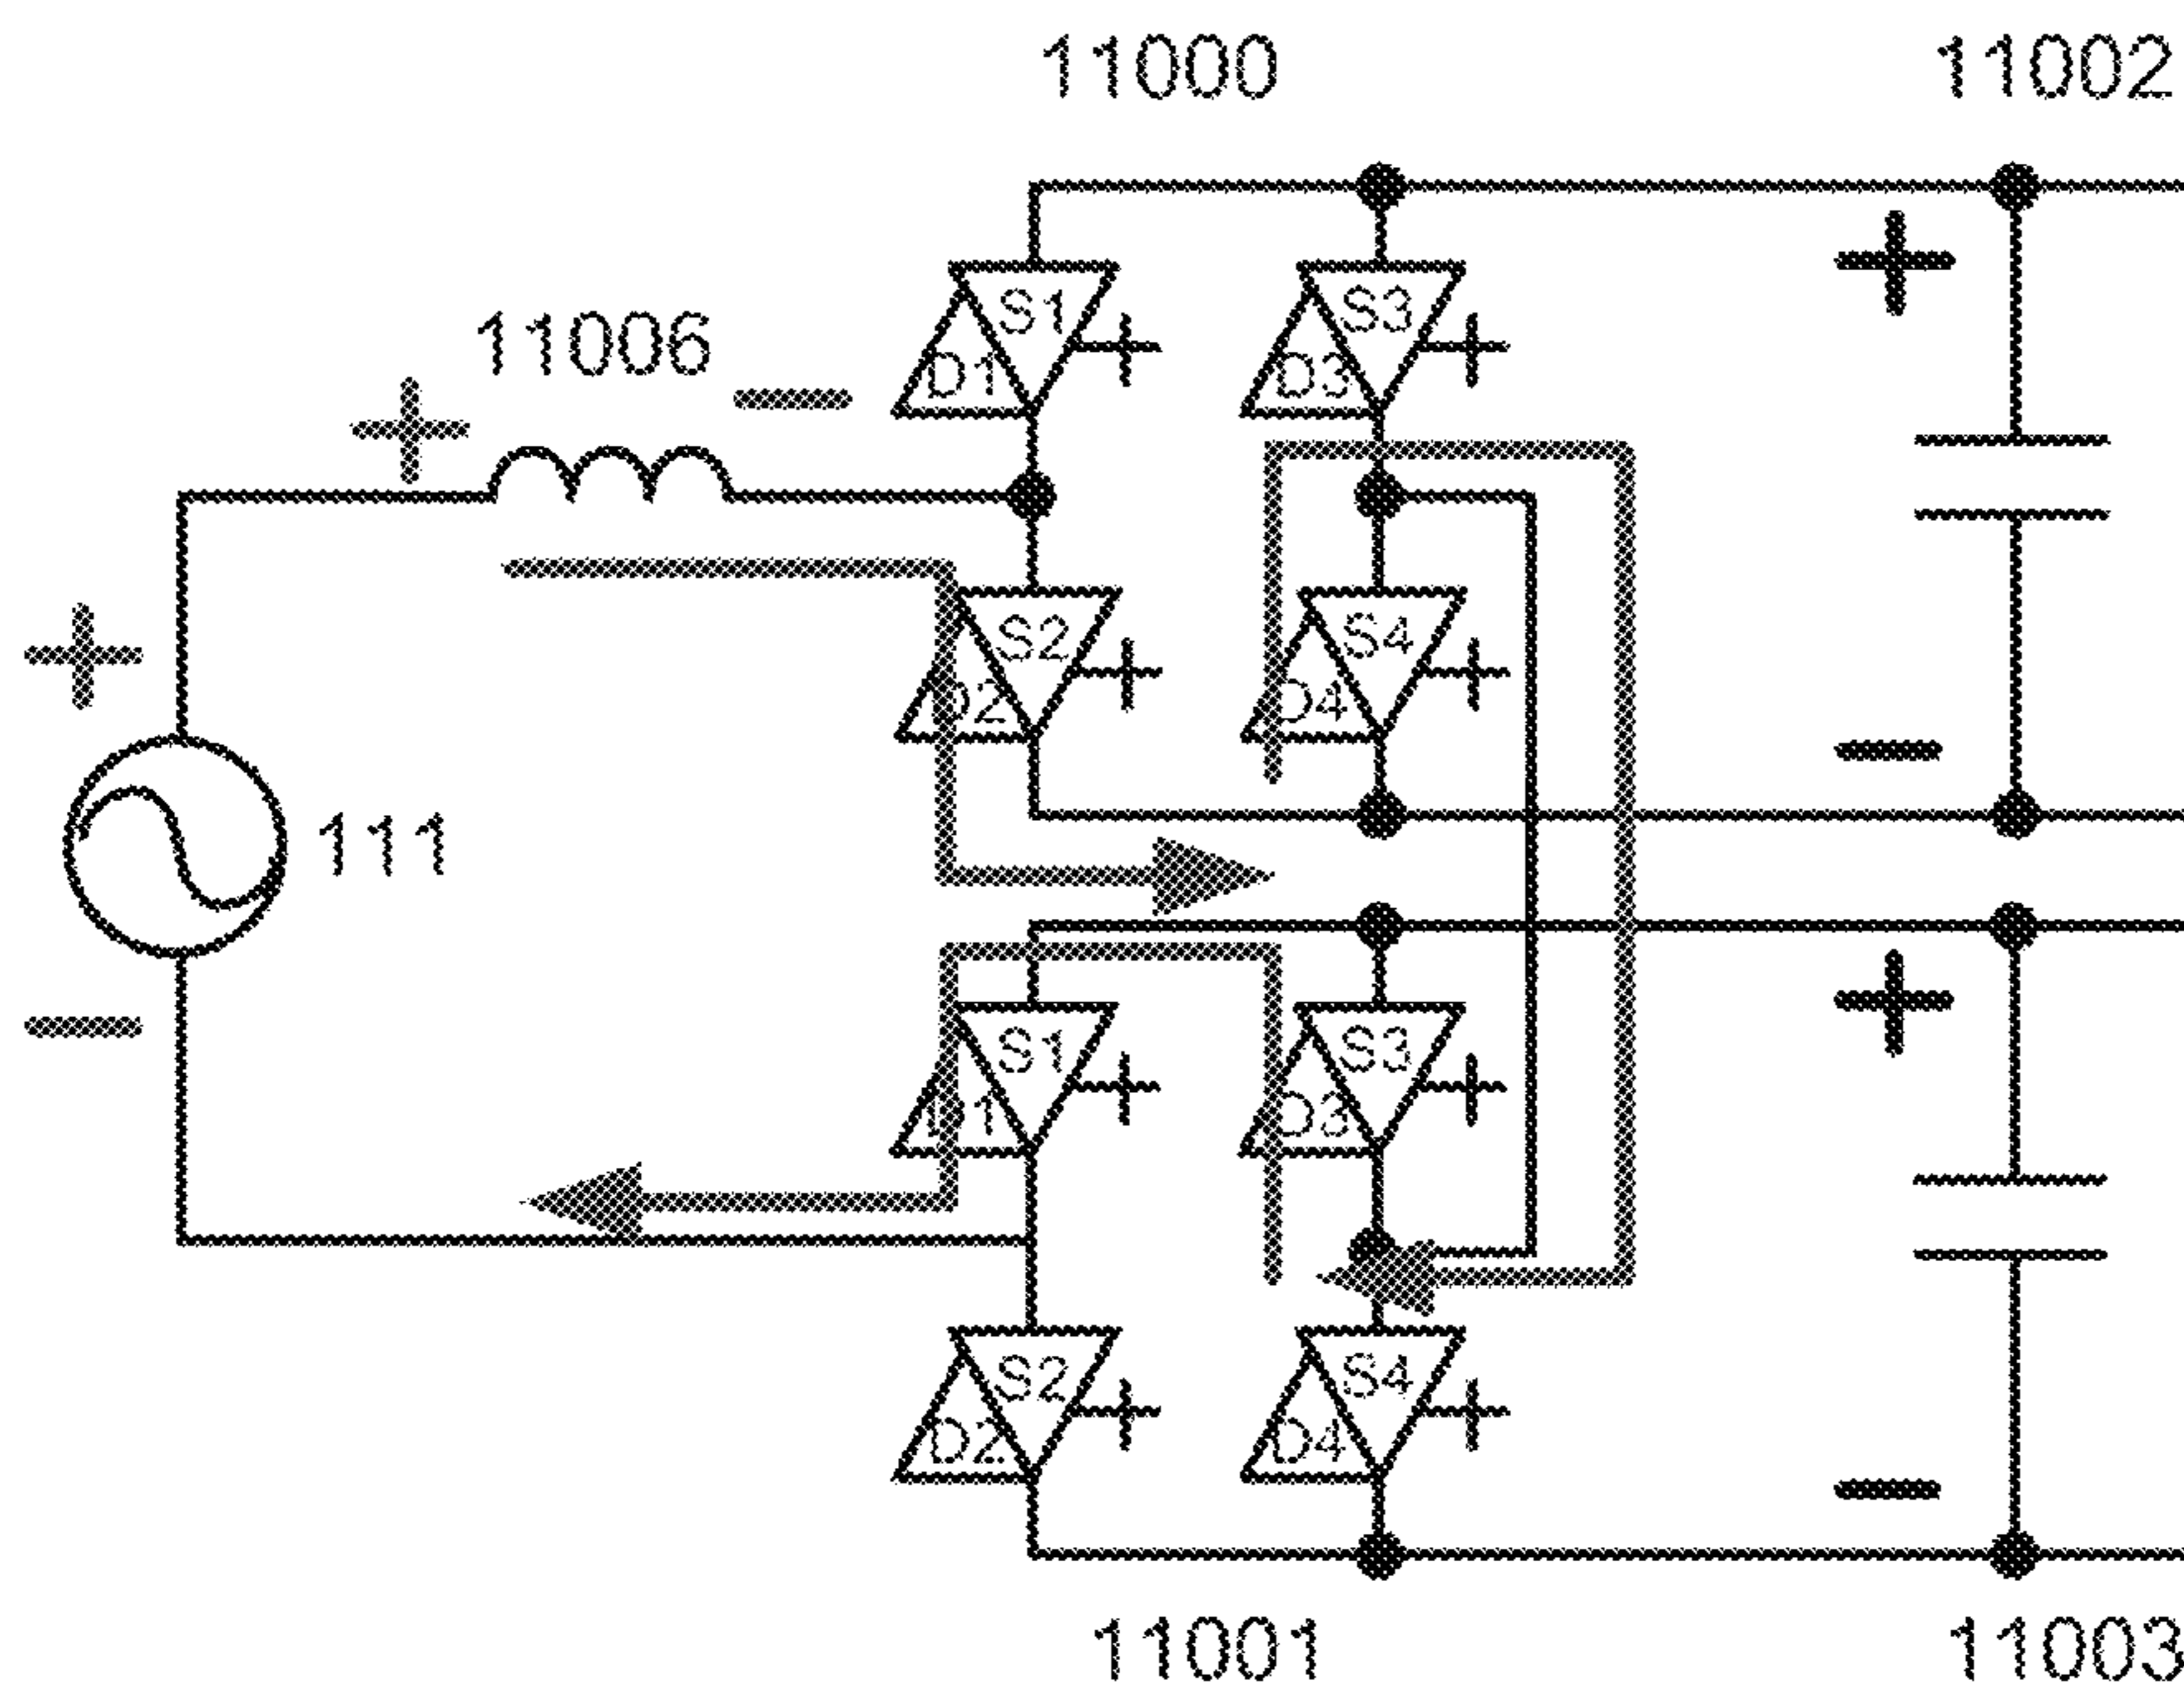 11000 11002
S1 S3
11006 D1 D3
S2 S4
D2 D4
111
S1 S3
D1 D3
S2 S4
D2 D4
11001 11003